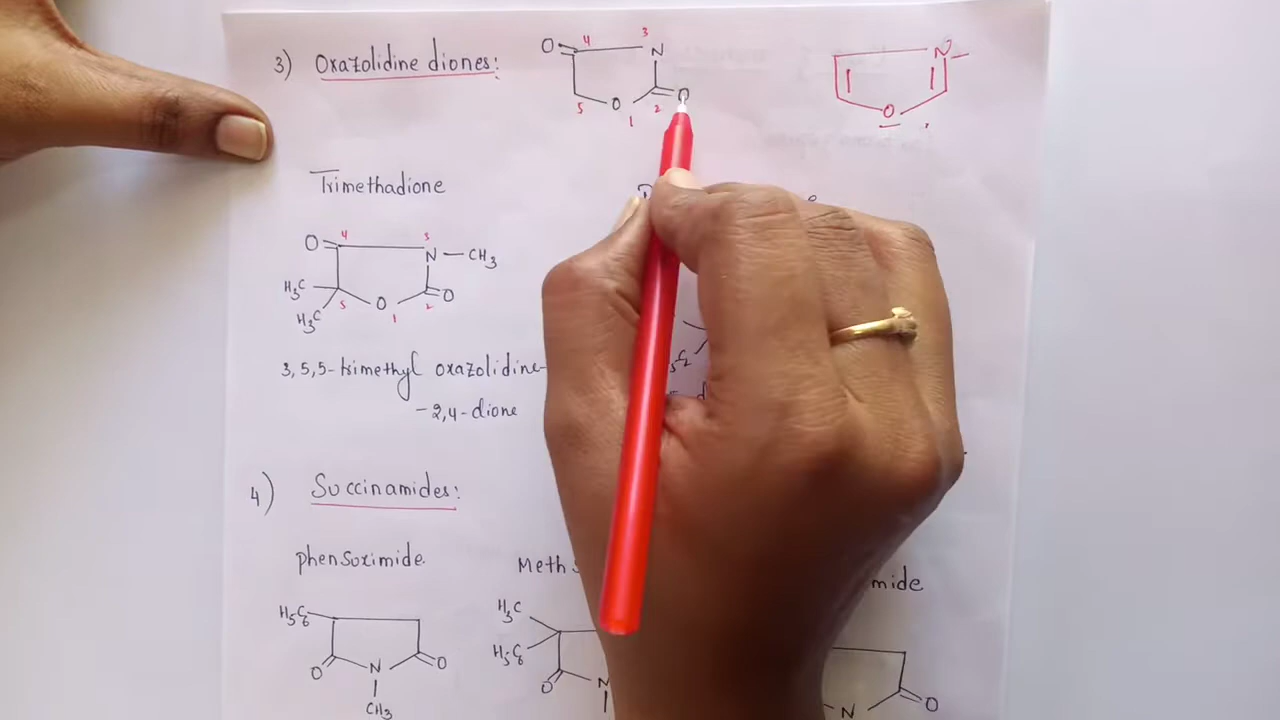 3) Oxazolidine diones:
O 4 3 N
5 O 1 2 O
N
O
Trimethadione
O 4 3 N - CH3
H3C
H3C 5 O 1 2 O
3,5,5-trimethyl oxazolidine-
-2,4-dione
4) Succinamides:
phensuximide
mide
H5C6
O N O
CH3
H3C
H5C6
O N
N O